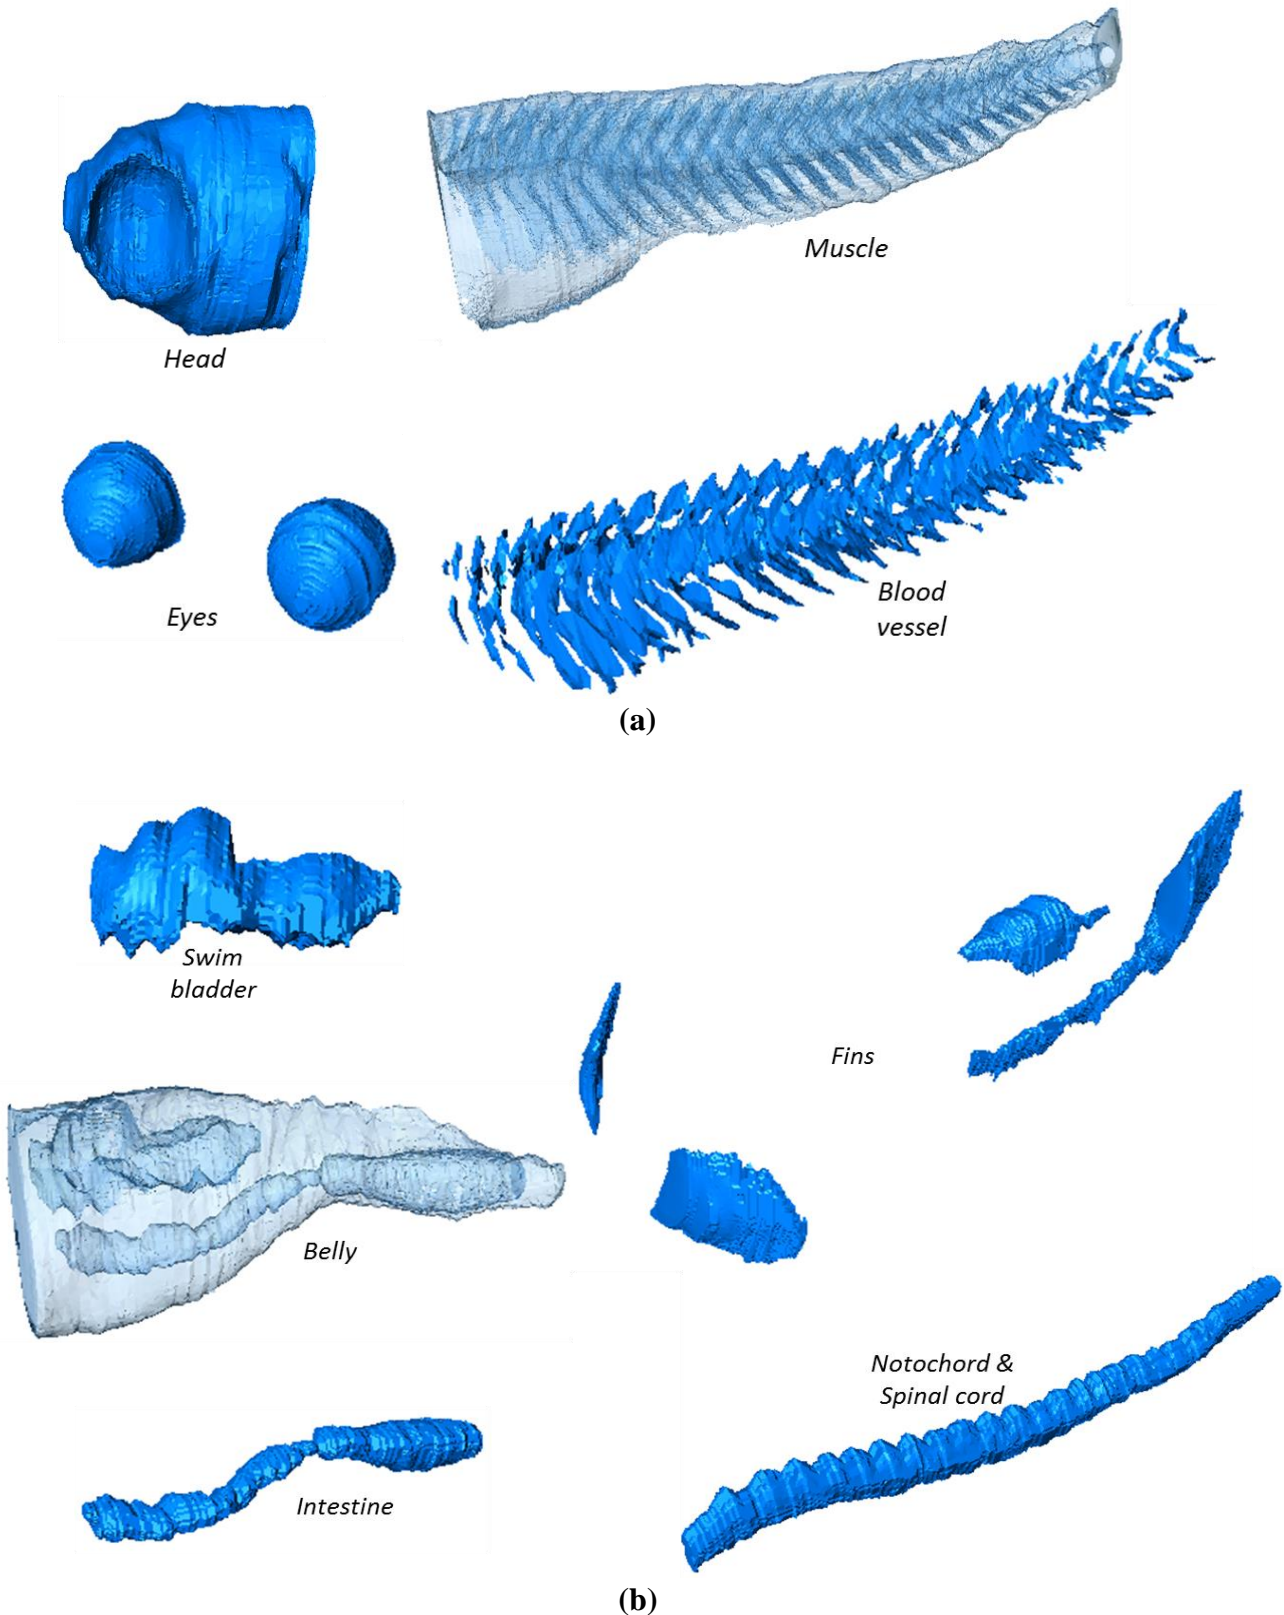 Head
Muscle
Eyes
Blood
vessel
(a)
Swim
bladder
Fins
Belly
Notochord &
Spinal cord
Intestine
(b)